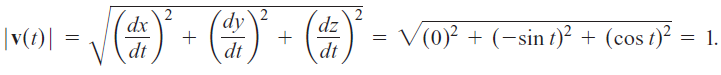 |v(t)| = √((dx/dt)² + (dy/dt)² + (dz/dt)²) = √((0)² + (−sin t)² + (cos t)²) = 1.